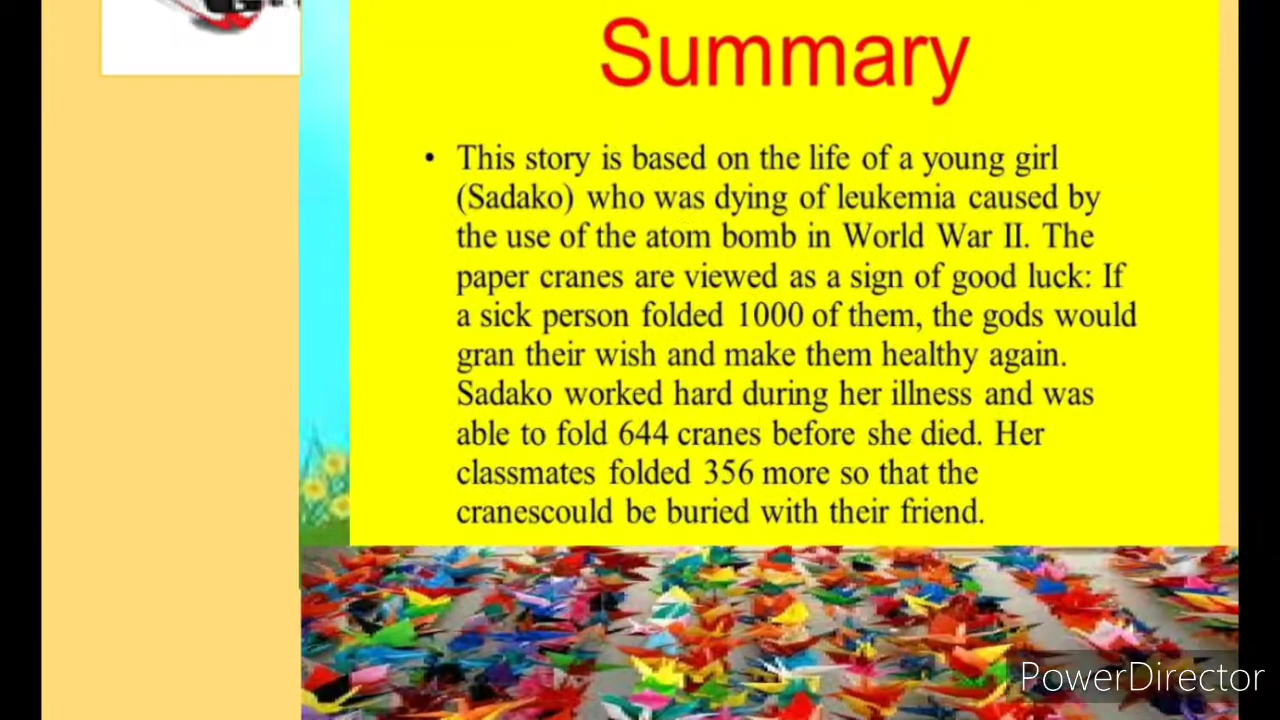 Summary
• This story is based on the life of a young girl
(Sadako) who was dying of leukemia caused by
the use of the atom bomb in World War II. The
paper cranes are viewed as a sign of good luck: If
a sick person folded 1000 of them, the gods would
gran their wish and make them healthy again.
Sadako worked hard during her illness and was
able to fold 644 cranes before she died. Her
classmates folded 356 more so that the
cranescould be buried with their friend.
PowerDirector